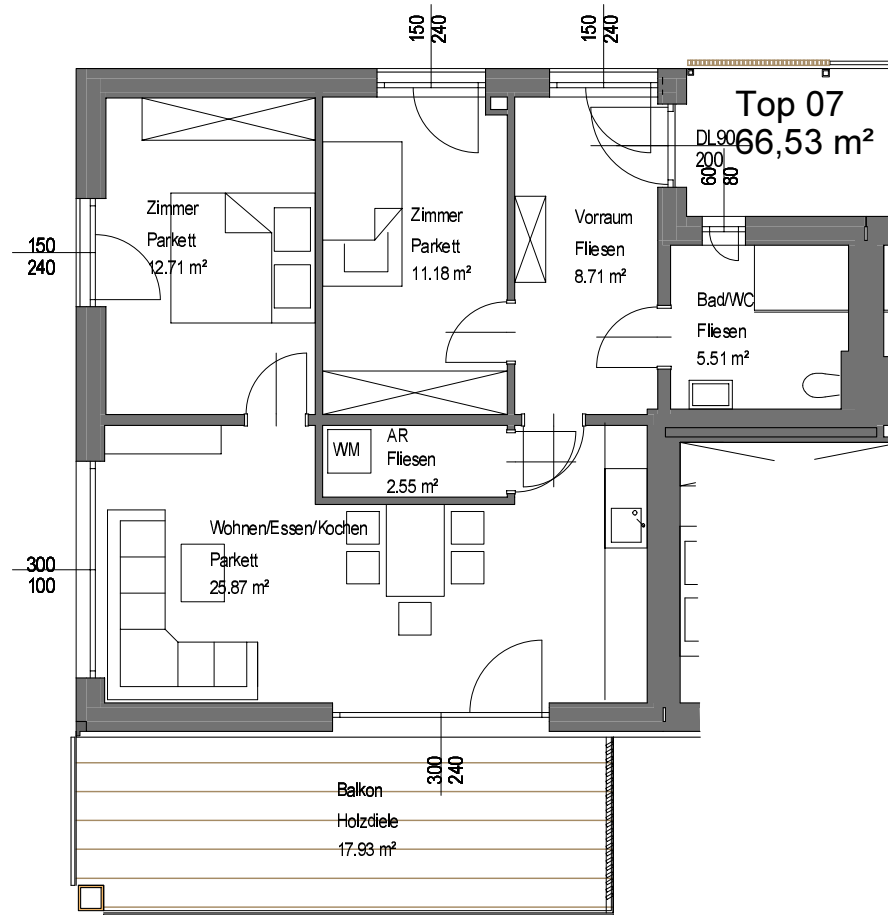 150
240
150
240
Top 07
66,53 m²
DL90
200
60
80
Zimmer
Parkett
12.71 m²
Zimmer
Parkett
11.18 m²
Vorraum
Fliesen
8.71 m²
150
240
Bad/WC
Fliesen
5.51 m²
WM
AR
Fliesen
2.55 m²
Wohnen/Essen/Kochen
Parkett
25.87 m²
300
100
300
240
Balkon
Holzdiele
17.93 m²